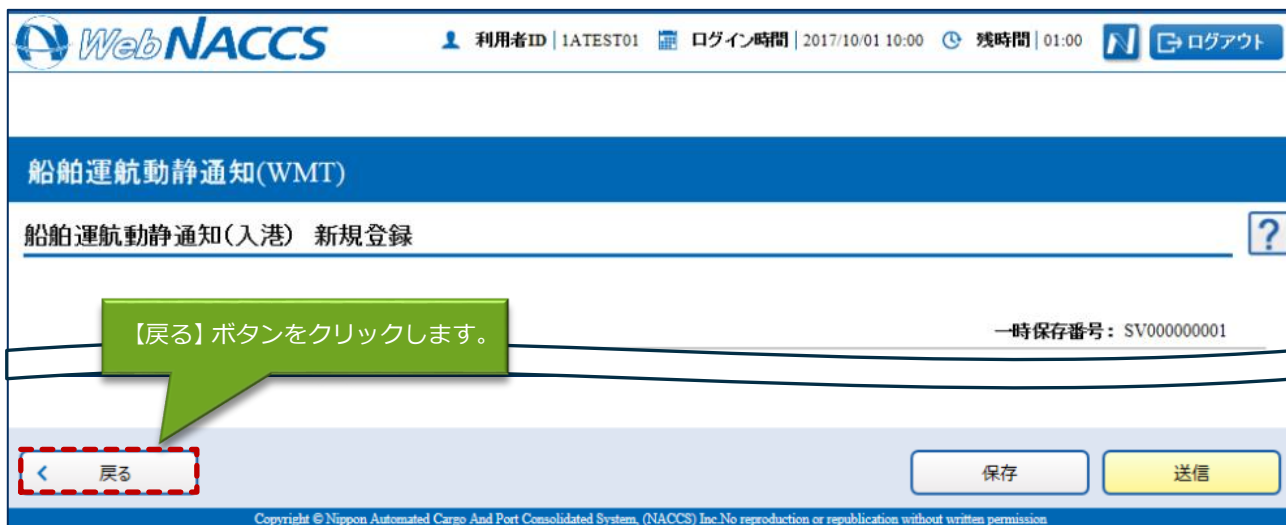 WebNACCS 利用者ID | 1ATEST01 ログイン時間 | 2017/10/01 10:00 残時間 | 01:00 N ログアウト
船舶運航動静通知(WMT)
船舶運航動静通知(入港) 新規登録 ?
【戻る】ボタンをクリックします。
一時保存番号: SV000000001
戻る 保存 送信
Copyright © Nippon Automated Cargo And Port Consolidated System, (NACCS) Inc.No reproduction or republication without written permission